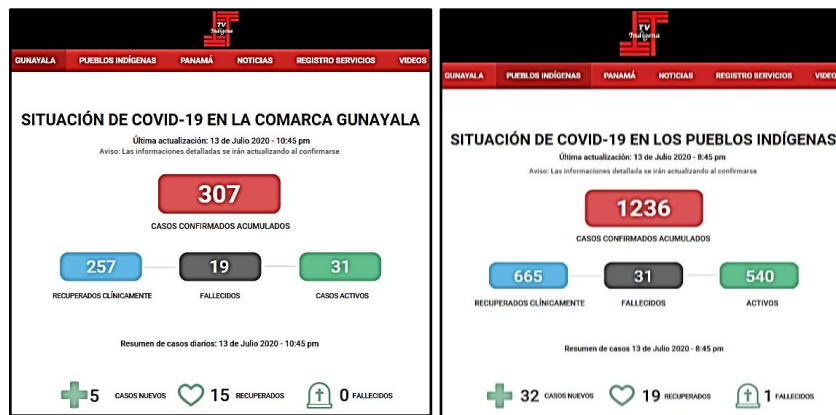 TV
Indígena
GUNAYALA PUEBLOS INDÍGENAS PANAMÁ NOTICIAS REGISTRO SERVICIOS VIDEOS
SITUACIÓN DE COVID-19 EN LA COMARCA GUNAYALA
Última actualización: 13 de Julio 2020 - 10:45 pm
Aviso: Las informaciones detalladas se irán actualizando al confirmarse
307
CASOS CONFIRMADOS ACUMULADOS
257 19 31
RECUPERADOS CLÍNICAMENTE FALLECIDOS CASOS ACTIVOS
Resumen de casos diarios: 13 de Julio 2020 - 10:45 pm
5 CASOS NUEVOS 15 RECUPERADOS 0 FALLECIDOS
TV
Indígena
GUNAYALA PUEBLOS INDÍGENAS PANAMÁ NOTICIAS REGISTRO SERVICIOS VIDEO
SITUACIÓN DE COVID-19 EN LOS PUEBLOS INDÍGENAS
Última actualización: 13 de Julio 2020 - 8:45 pm
Aviso: Las informaciones detallada se irán actualizando al confirmarse
1236
CASOS CONFIRMADOS ACUMULADOS
665 31 540
RECUPERADOS CLÍNICAMENTE FALLECIDOS ACTIVOS
Resumen de casos 13 de Julio 2020 - 8:45 pm
32 CASOS NUEVOS 19 RECUPERADOS 1 FALLECIDOS